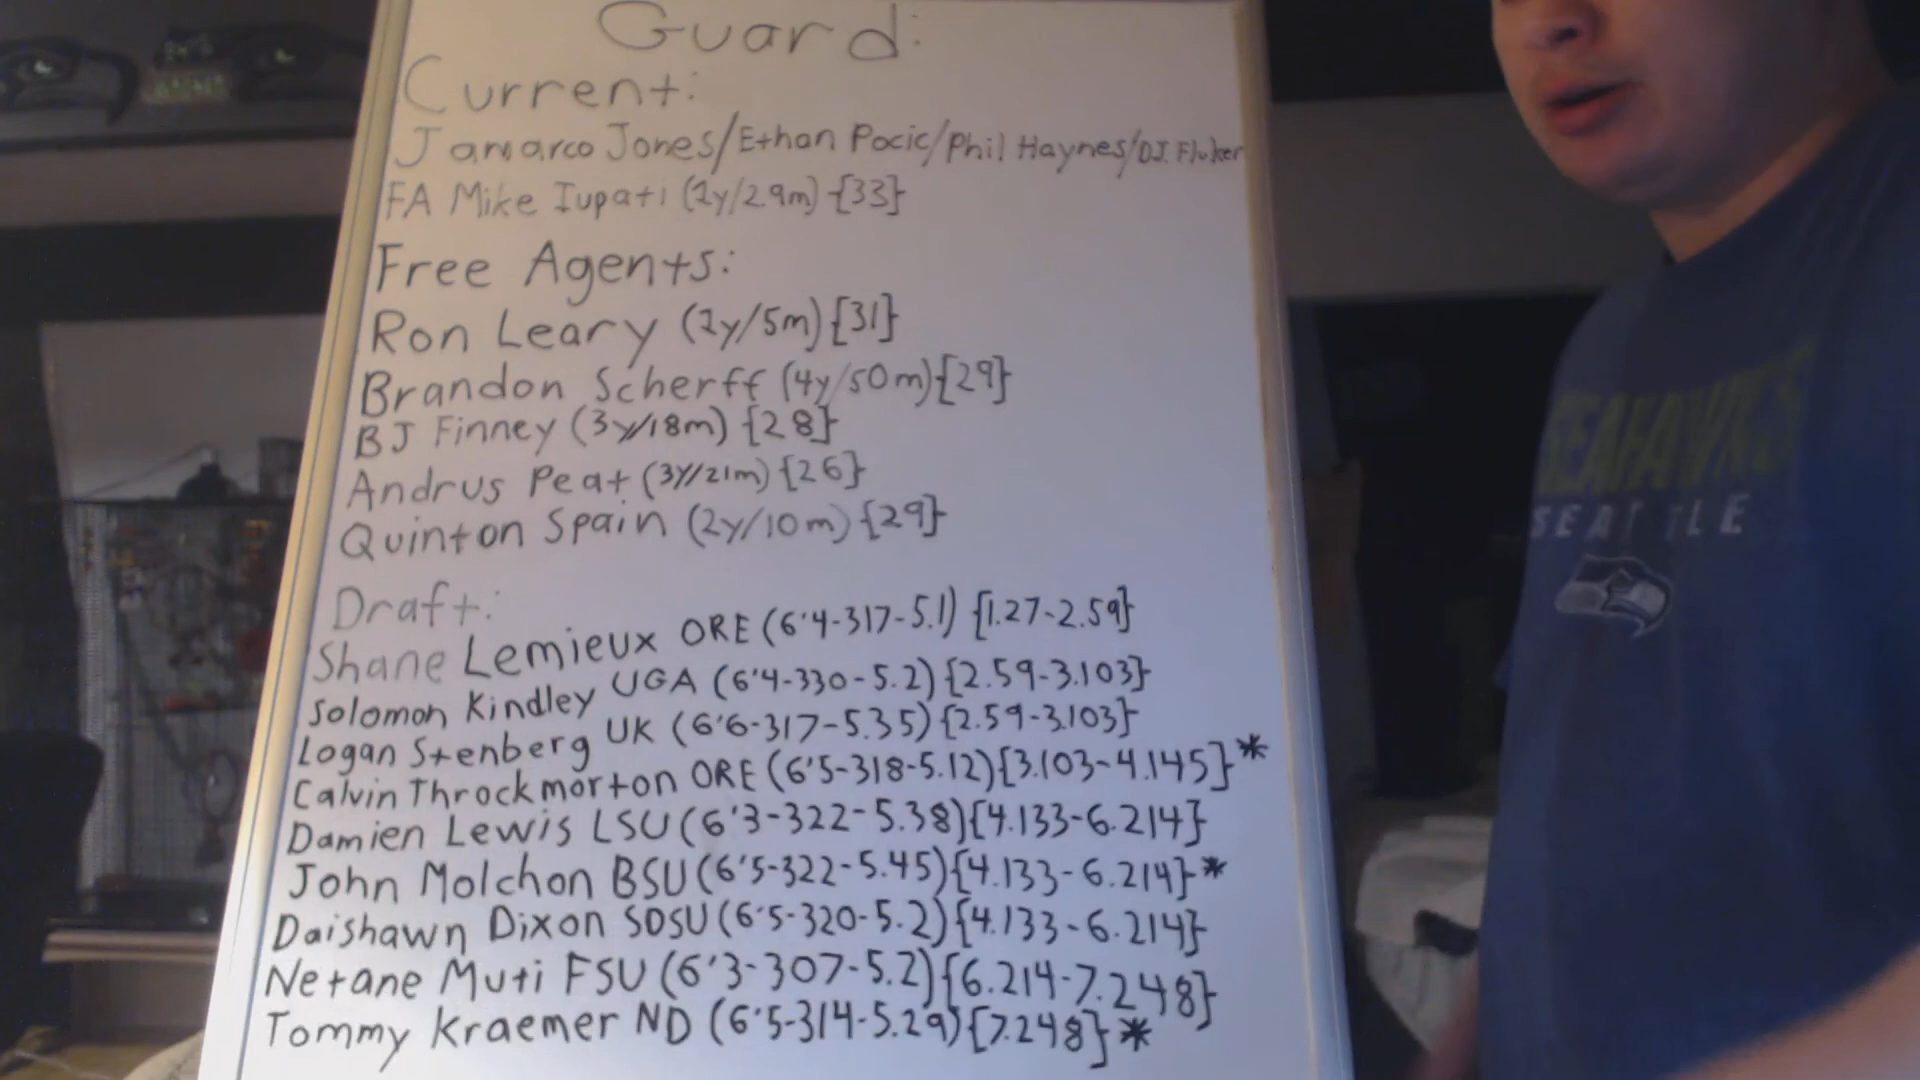 Guard:
Current:
Jamarco Jones/Ethan Pocic/Phil Haynes/DJ. Fluker
FA Mike Iupati (1y/2.9m) {33}
Free Agents:
Ron Leary (2y/5m) {31}
Brandon Scherff (4y/50m) {29}
BJ Finney (3y/18m) {28}
Andrus Peat (3y/21m) {26}
Quinton Spain (2y/10m) {29}
Draft:
Shane Lemieux ORE (6'4-317-5.1) {1.27-2.59}
Solomon Kindley UGA (6'4-330-5.2) {2.59-3.103}
Logan Stenberg UK (6'6-317-5.35) {2.59-3.103}
Calvin Throckmorton ORE (6'5-318-5.12) {3.103-4.145} *
Damien Lewis LSU (6'3-322-5.38) {4.133-6.214}
John Molchon BSU (6'5-322-5.45) {4.133-6.214} *
Daishawn Dixon SDSU (6'5-320-5.2) {4.133-6.214}
Netane Muti FSU (6'3-307-5.2) {6.214-7.248}
Tommy Kraemer ND (6'5-314-5.29) {7.248} *
SEAHAWKS
SEATTLE